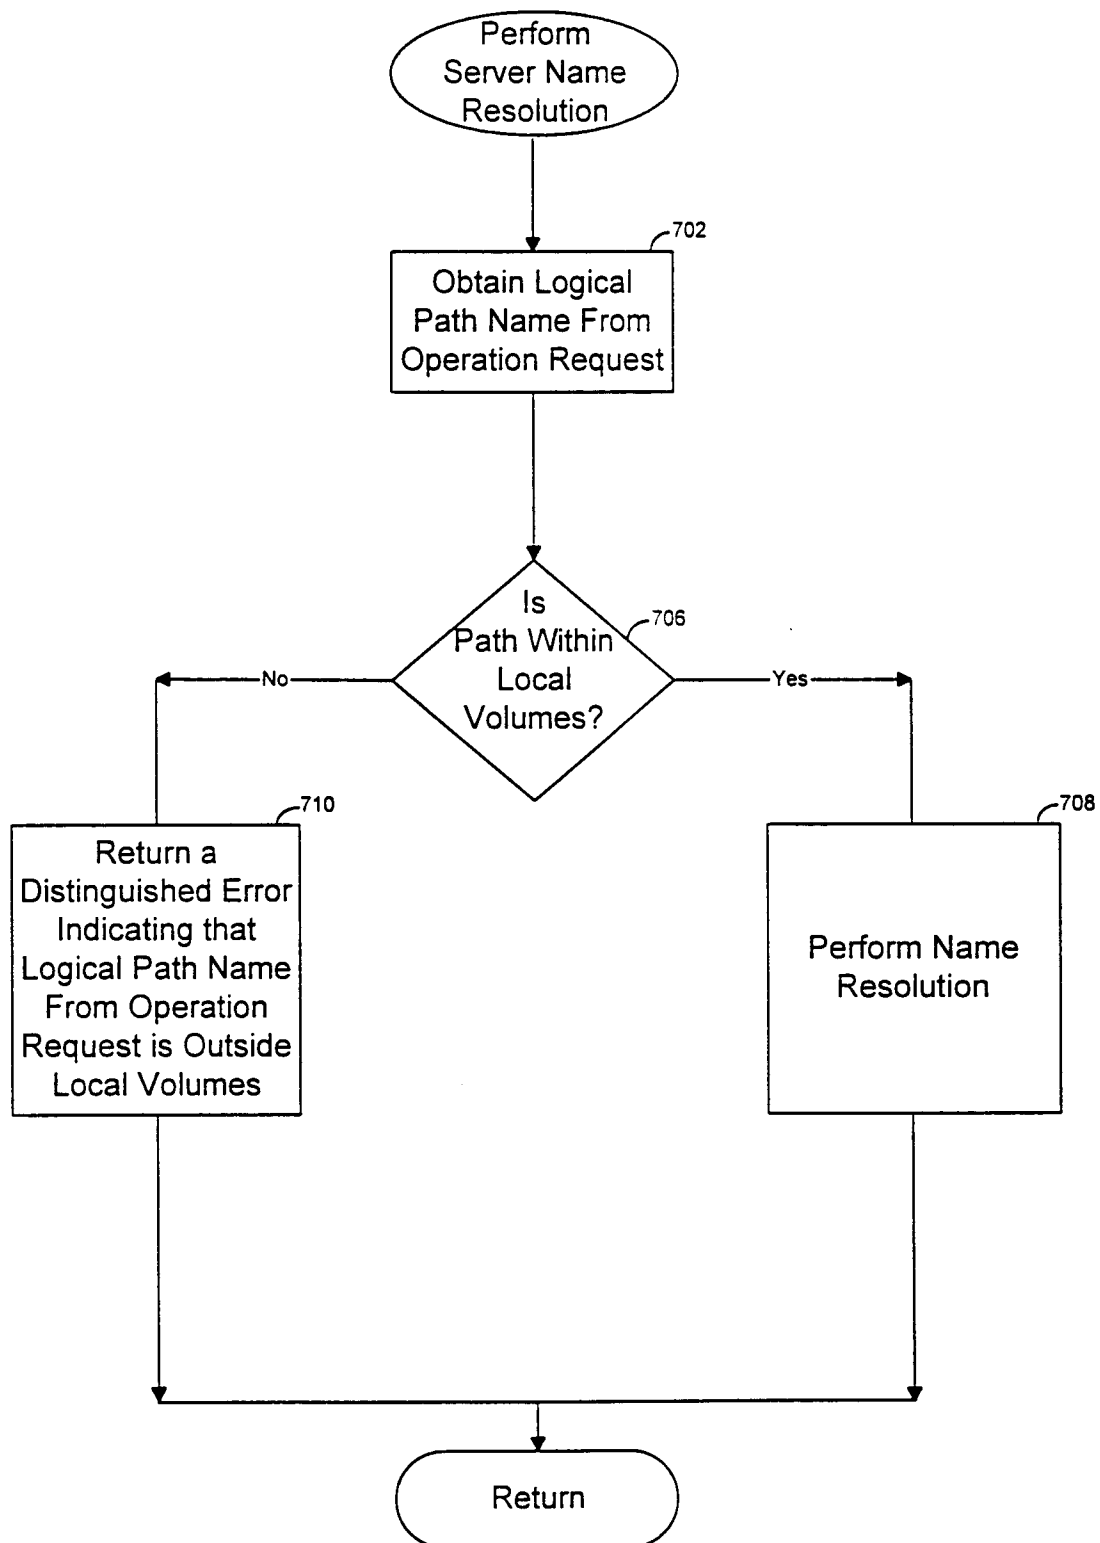 Perform
Server Name
Resolution
702
Obtain Logical
Path Name From
Operation Request
Is
Path Within
Local
Volumes?
706
No
Yes
710
Return a
Distinguished Error
Indicating that
Logical Path Name
From Operation
Request is Outside
Local Volumes
708
Perform Name
Resolution
Return